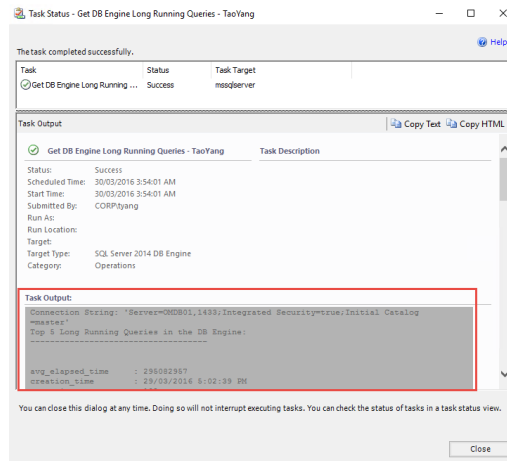 Task Status - Get DB Engine Long Running Queries - TaoYang
Help
The task completed successfully.
Task Status Task Target
Get DB Engine Long Running ... Success mssqlserver
Task Output Copy Text Copy HTML
Get DB Engine Long Running Queries - TaoYang Task Description
Status: Success
Scheduled Time: 30/03/2016 3:54:01 AM
Start Time: 30/03/2016 3:54:01 AM
Submitted By: CORP\tyang
Run As:
Run Location:
Target:
Target Type: SQL Server 2014 DB Engine
Category: Operations
Task Output:
Connection String: 'Server=OMDB01,1433;Integrated Security=true;Initial Catalog
=master'
Top 5 Long Running Queries in the DB Engine:
-----------------------------------
avg_elapsed_time : 295082957
creation_time : 29/03/2016 5:02:39 PM
You can close this dialog at any time. Doing so will not interrupt executing tasks. You can check the status of tasks in a task status view.
Close